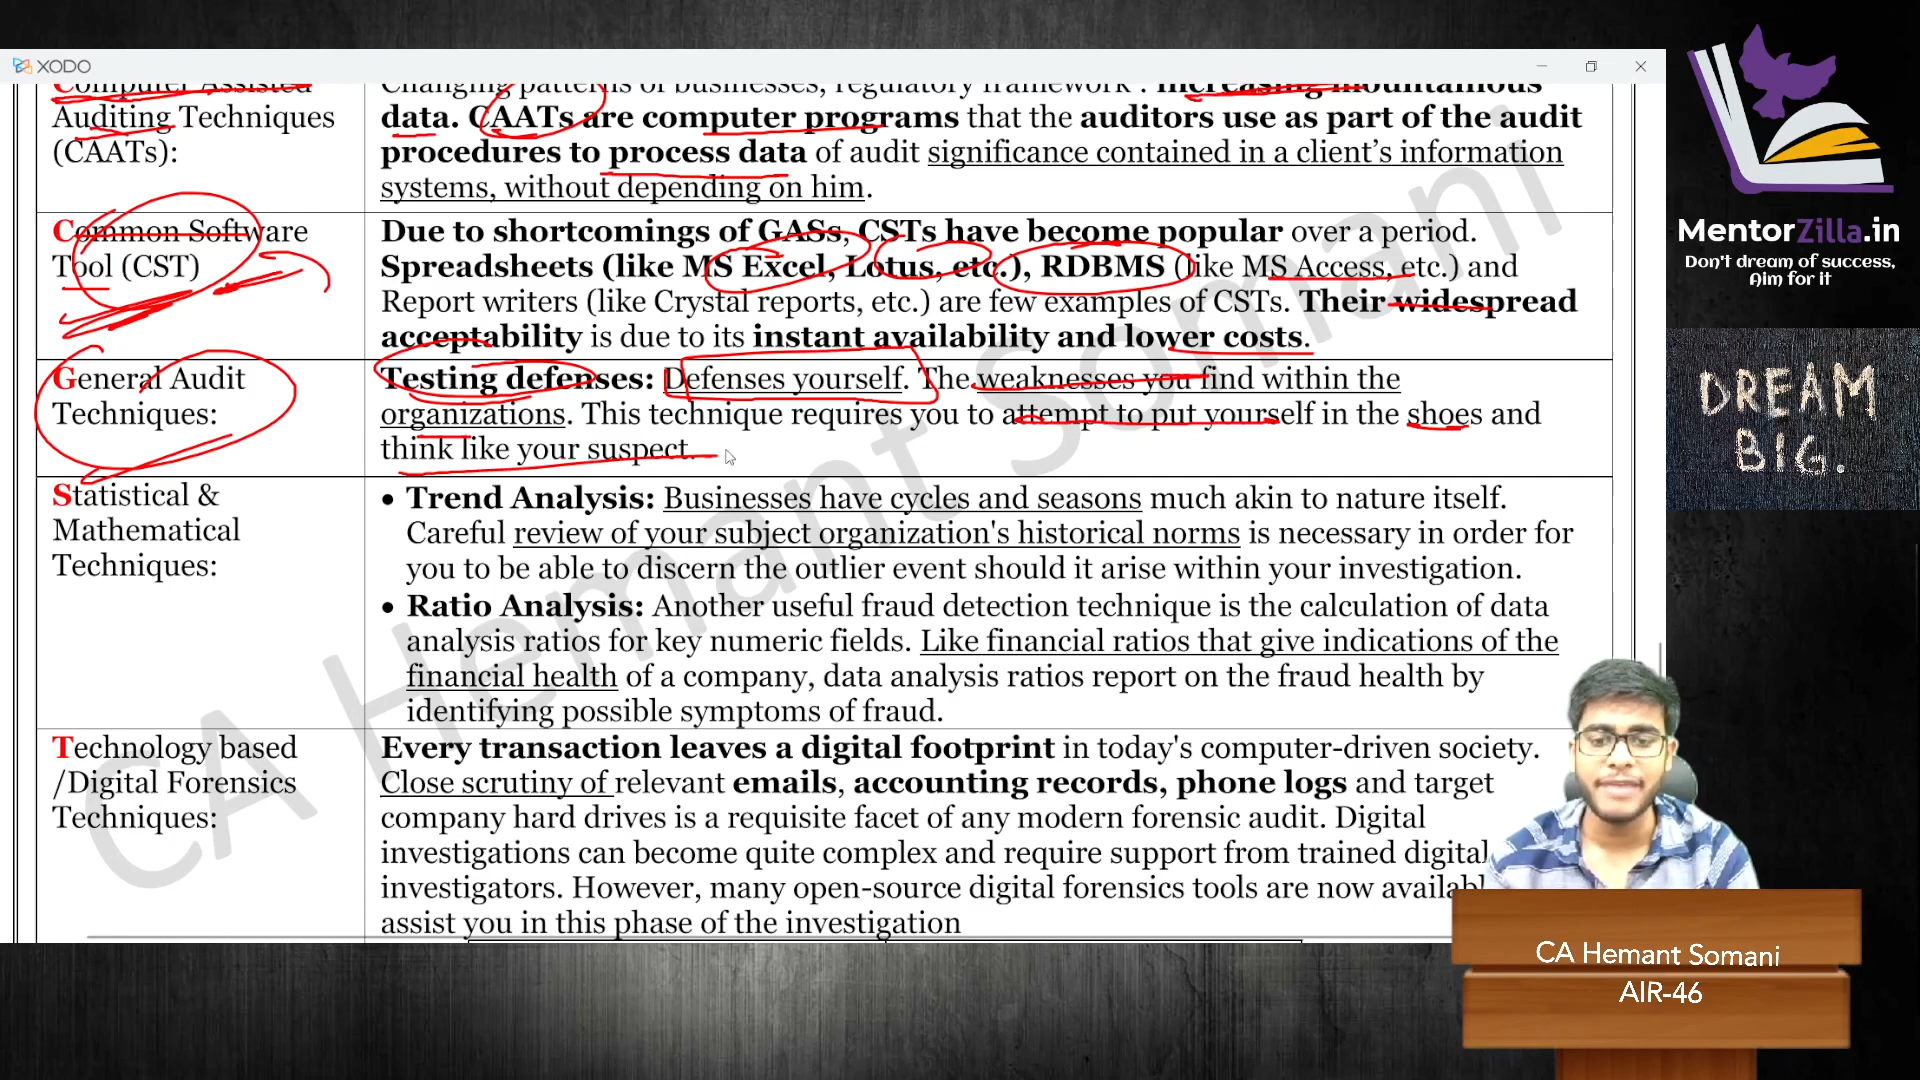 XODO
Computer Assisted
Auditing Techniques
(CAATs):
Changing patterns of businesses, regulatory framework : increasing mountainous
data. CAATs are computer programs that the auditors use as part of the audit
procedures to process data of audit significance contained in a client's information
systems, without depending on him.
Common Software
Tool (CST)
Due to shortcomings of GASs, CSTs have become popular over a period.
Spreadsheets (like MS Excel, Lotus, etc.), RDBMS (like MS Access, etc.) and
Report writers (like Crystal reports, etc.) are few examples of CSTs. Their widespread
acceptability is due to its instant availability and lower costs.
General Audit
Techniques:
Testing defenses: Defenses yourself. The weaknesses you find within the
organizations. This technique requires you to attempt to put yourself in the shoes and
think like your suspect.
Statistical &
Mathematical
Techniques:
• Trend Analysis: Businesses have cycles and seasons much akin to nature itself.
Careful review of your subject organization's historical norms is necessary in order for
you to be able to discern the outlier event should it arise within your investigation.
• Ratio Analysis: Another useful fraud detection technique is the calculation of data
analysis ratios for key numeric fields. Like financial ratios that give indications of the
financial health of a company, data analysis ratios report on the fraud health by
identifying possible symptoms of fraud.
Technology based
/Digital Forensics
Techniques:
Every transaction leaves a digital footprint in today's computer-driven society.
Close scrutiny of relevant emails, accounting records, phone logs and target
company hard drives is a requisite facet of any modern forensic audit. Digital
investigations can become quite complex and require support from trained digital
investigators. However, many open-source digital forensics tools are now availabl
assist you in this phase of the investigation
CA Hemant Somani
MentorZilla.in
Don't dream of success,
Aim for it
DREAM
BIG.
CA Hemant Somani
AIR-46